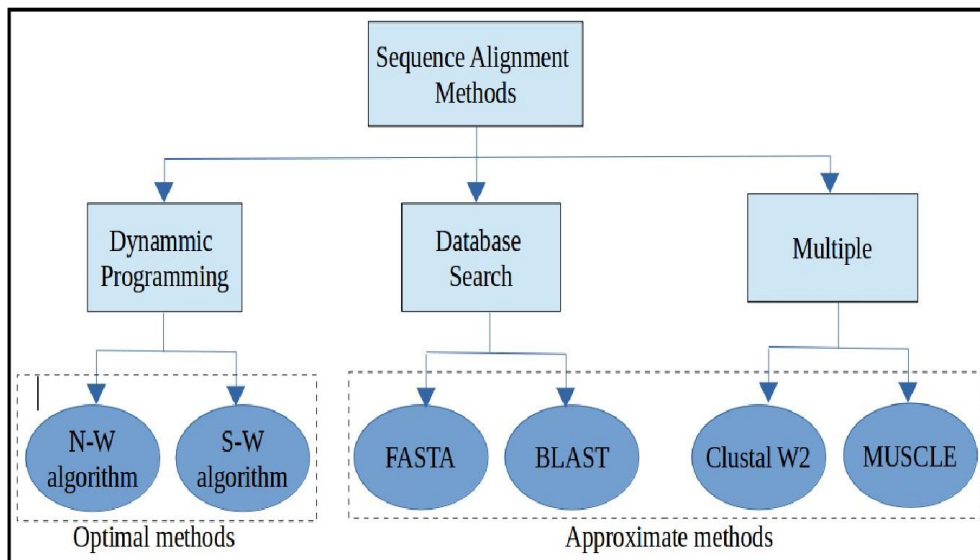 Sequence Alignment
Methods
Dynammic
Programming
Database
Search
Multiple
N-W
algorithm
S-W
algorithm
FASTA
BLAST
Clustal W2
MUSCLE
Optimal methods
Approximate methods